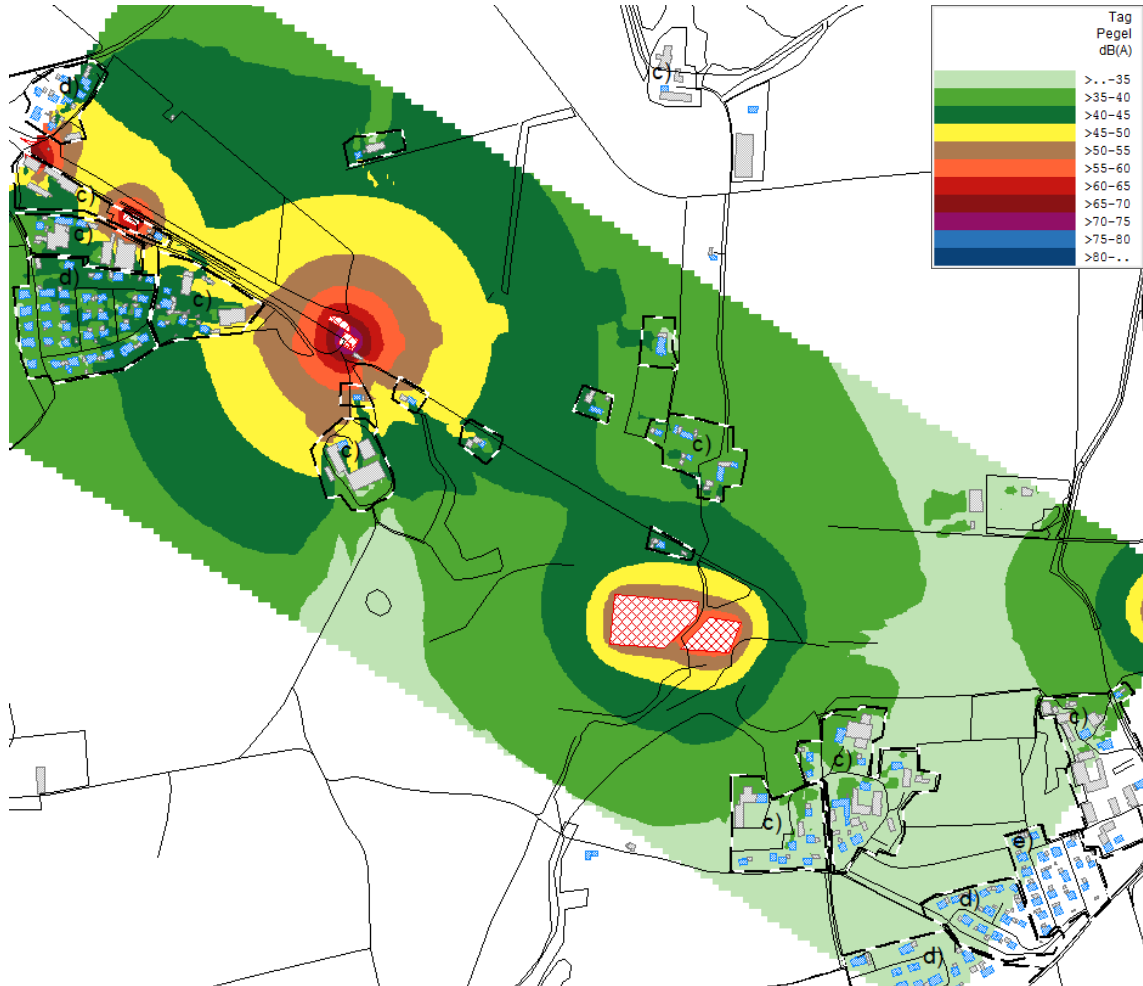 Tag
Pegel
dB(A)
>..-35
>35-40
>40-45
>45-50
>50-55
>55-60
>60-65
>65-70
>70-75
>75-80
>80-..
c)
d)
c)
c)
d)
c)
c)
c)
c)
c)
c)
e)
d)
d)